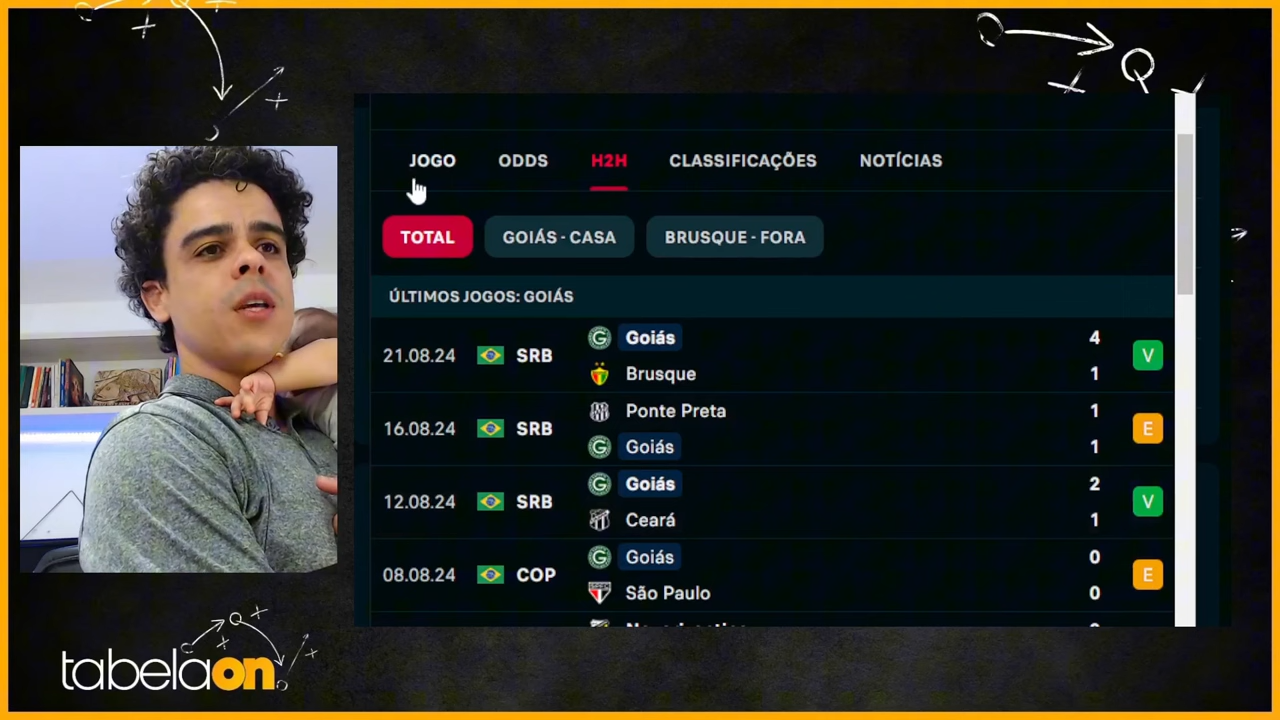 JOGO ODDS H2H CLASSIFICAÇÕES NOTÍCIAS
TOTAL GOIÁS - CASA BRUSQUE - FORA
ÚLTIMOS JOGOS: GOIÁS
21.08.24 SRB Goiás 4 V
Brusque 1
16.08.24 SRB Ponte Preta 1 E
Goiás 1
12.08.24 SRB Goiás 2 V
Ceará 1
08.08.24 COP Goiás 0 E
São Paulo 0
tabelaon